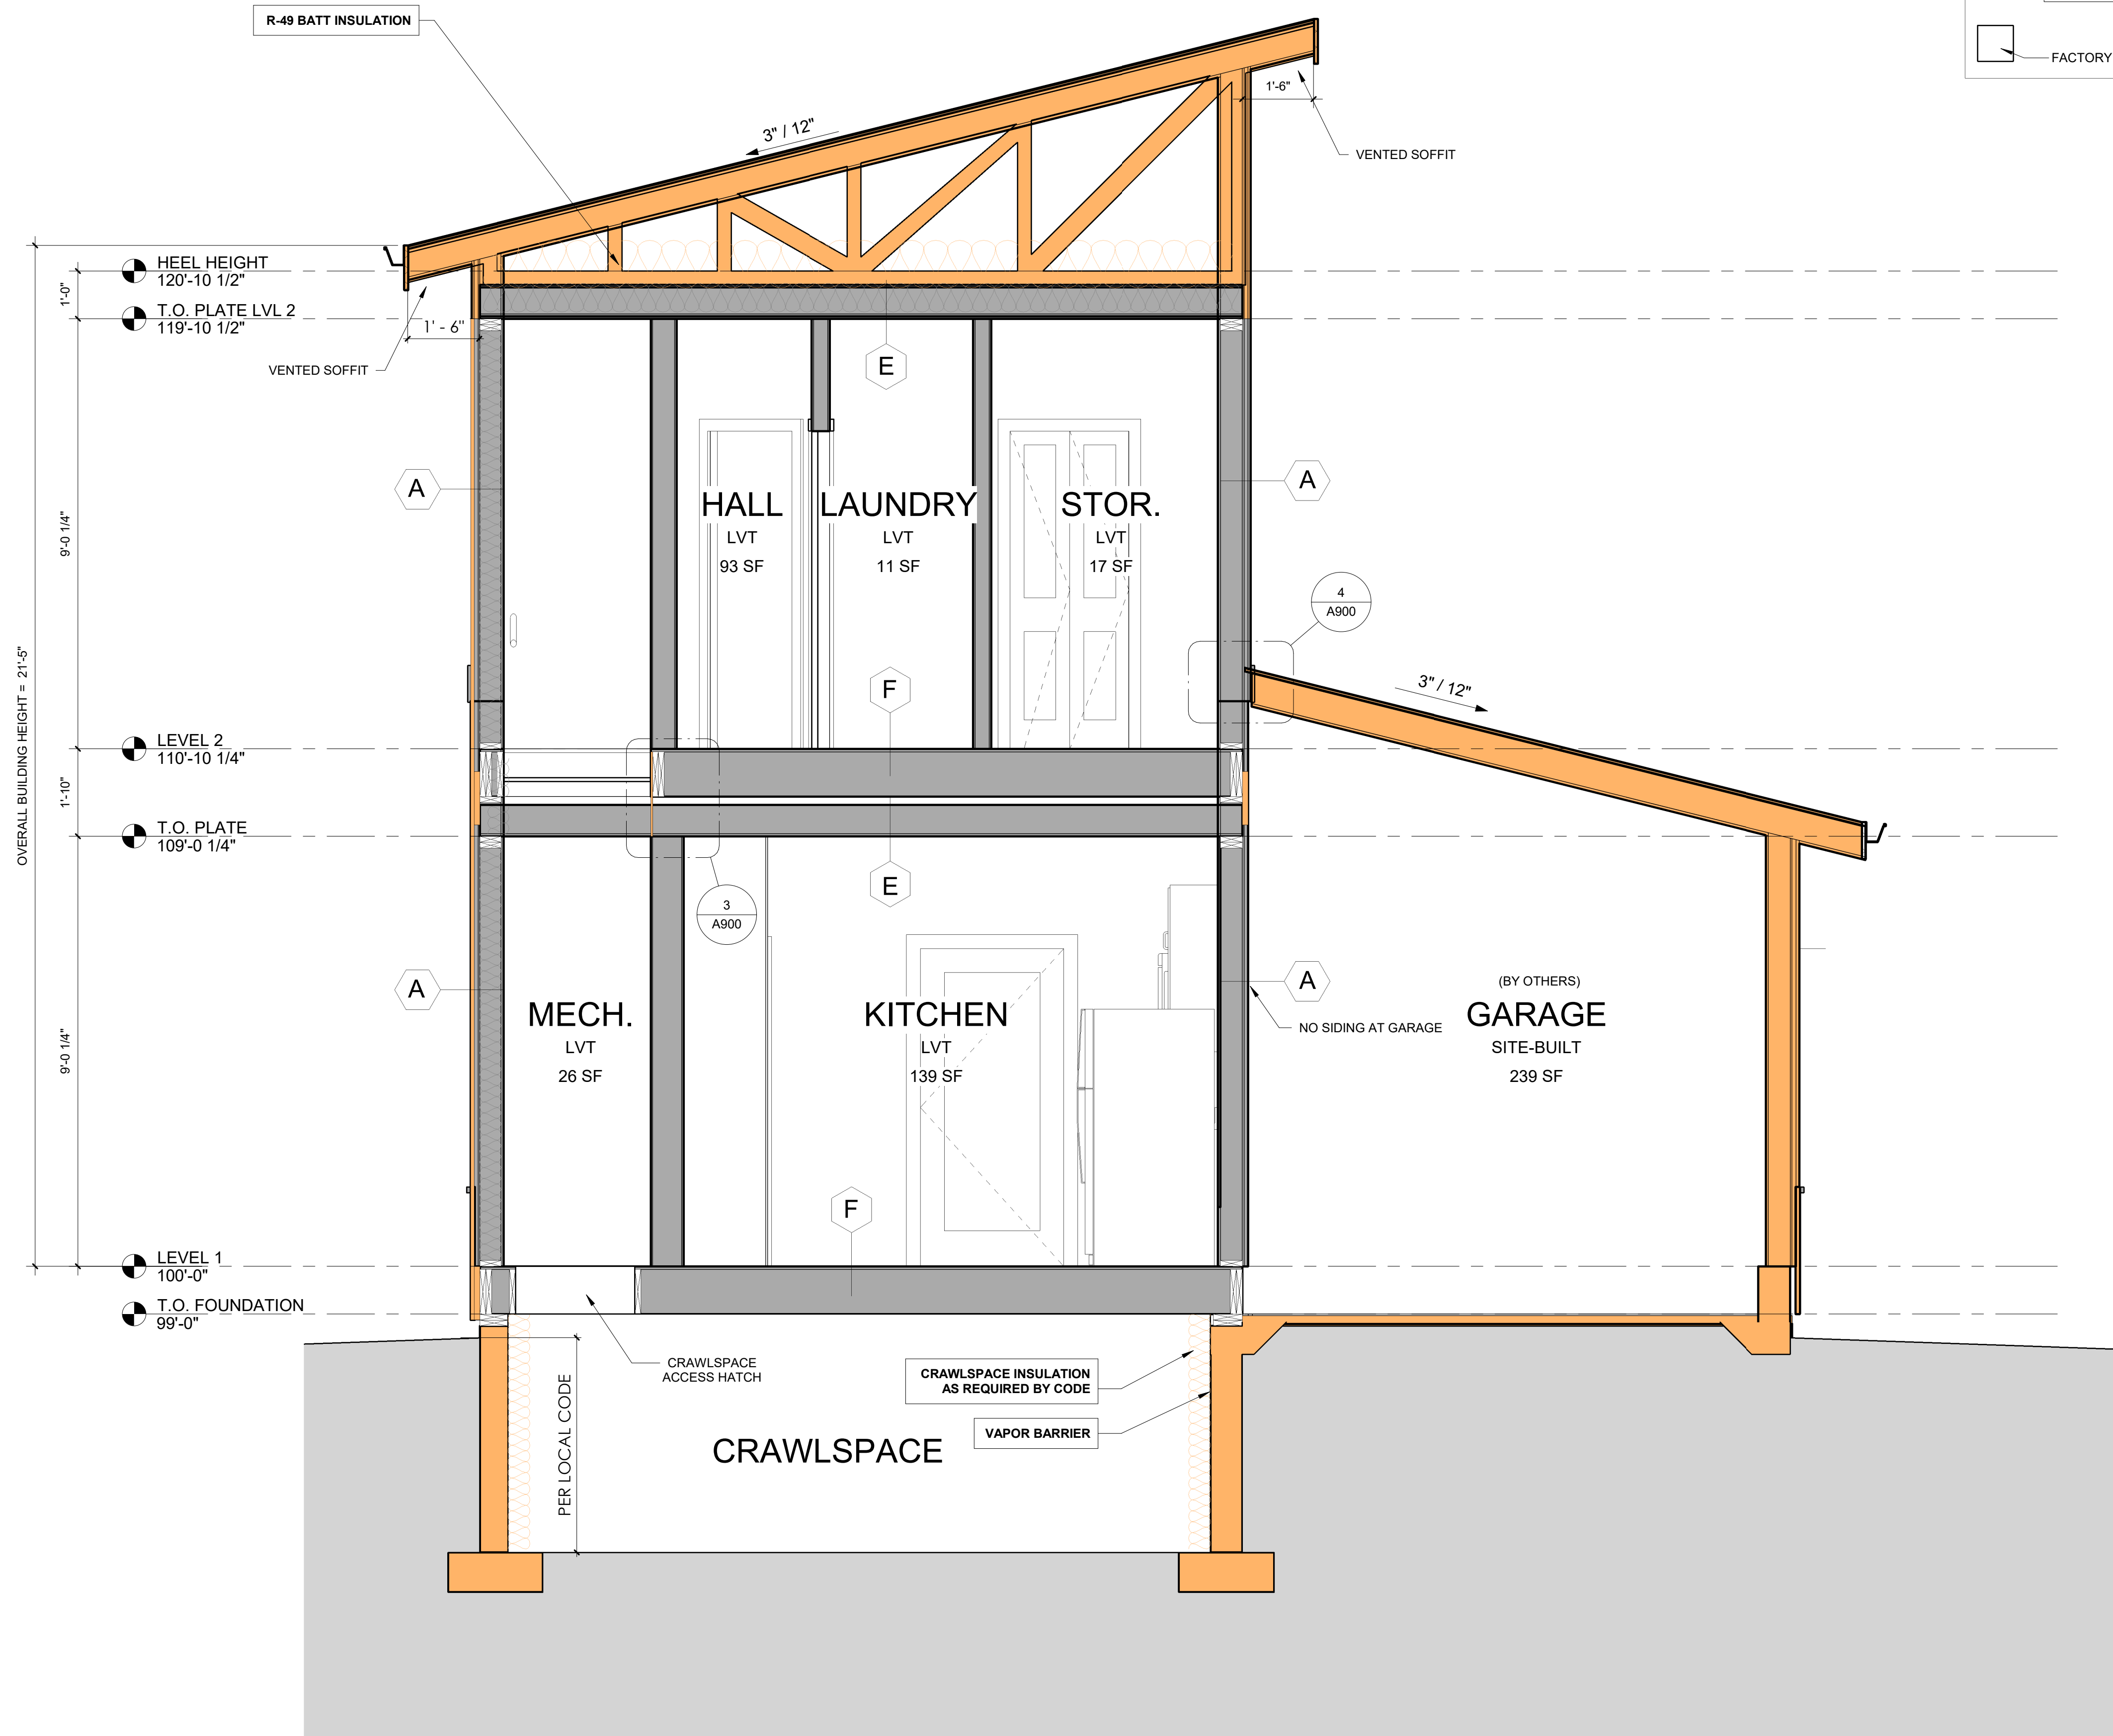 R-49 BATT INSULATION
FACTORY
1'-6"
3" / 12"
VENTED SOFFIT
HEEL HEIGHT
120'-10 1/2"
1'-0"
T.O. PLATE LVL 2
119'-10 1/2"
1' - 6"
VENTED SOFFIT
E
A
A
9'-0 1/4"
HALL
LVT
93 SF
LAUNDRY
LVT
11 SF
STOR.
LVT
17 SF
4
A900
OVERALL BUILDING HEIGHT = 21'-5"
F
3" / 12"
LEVEL 2
110'-10 1/4"
1'-10"
T.O. PLATE
109'-0 1/4"
E
3
A900
A
A
9'-0 1/4"
MECH.
LVT
26 SF
KITCHEN
LVT
139 SF
NO SIDING AT GARAGE
(BY OTHERS)
GARAGE
SITE-BUILT
239 SF
F
LEVEL 1
100'-0"
T.O. FOUNDATION
99'-0"
CRAWLSPACE
ACCESS HATCH
CRAWLSPACE INSULATION
AS REQUIRED BY CODE
VAPOR BARRIER
PER LOCAL CODE
CRAWLSPACE